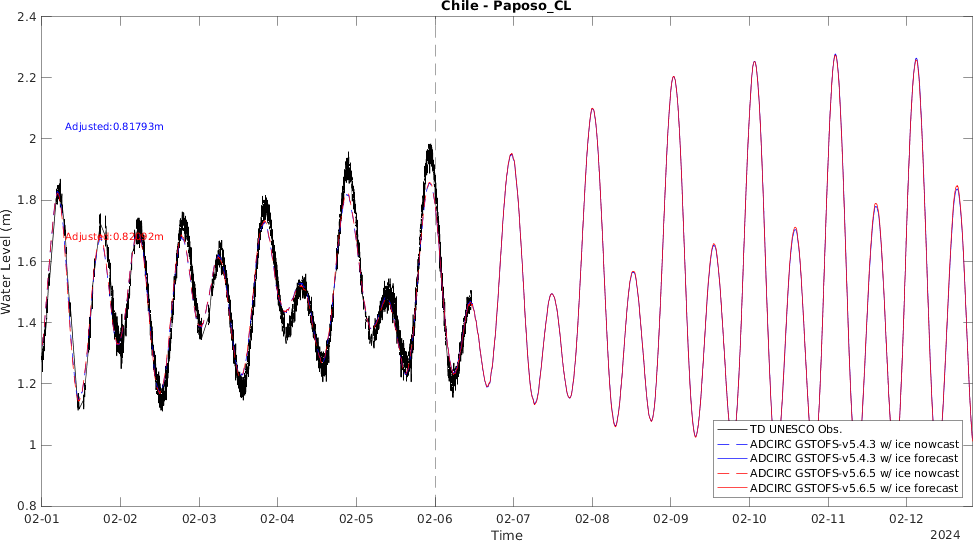 Chile - Paposo_CL
2.4
2.2
2
1.8
1.6
1.4
1.2
1
0.8
Water Level (m)
Adjusted:0.81793m
TD UNESCO Obs.
ADCIRC GSTOFS-v5.4.3 w/ ice nowcast
ADCIRC GSTOFS-v5.4.3 w/ ice forecast
ADCIRC GSTOFS-v5.6.5 w/ ice nowcast
ADCIRC GSTOFS-v5.6.5 w/ ice forecast
02-01 02-02 02-03 02-04 02-05 02-06 02-07 02-08 02-09 02-10 02-11 02-12
Time
2024